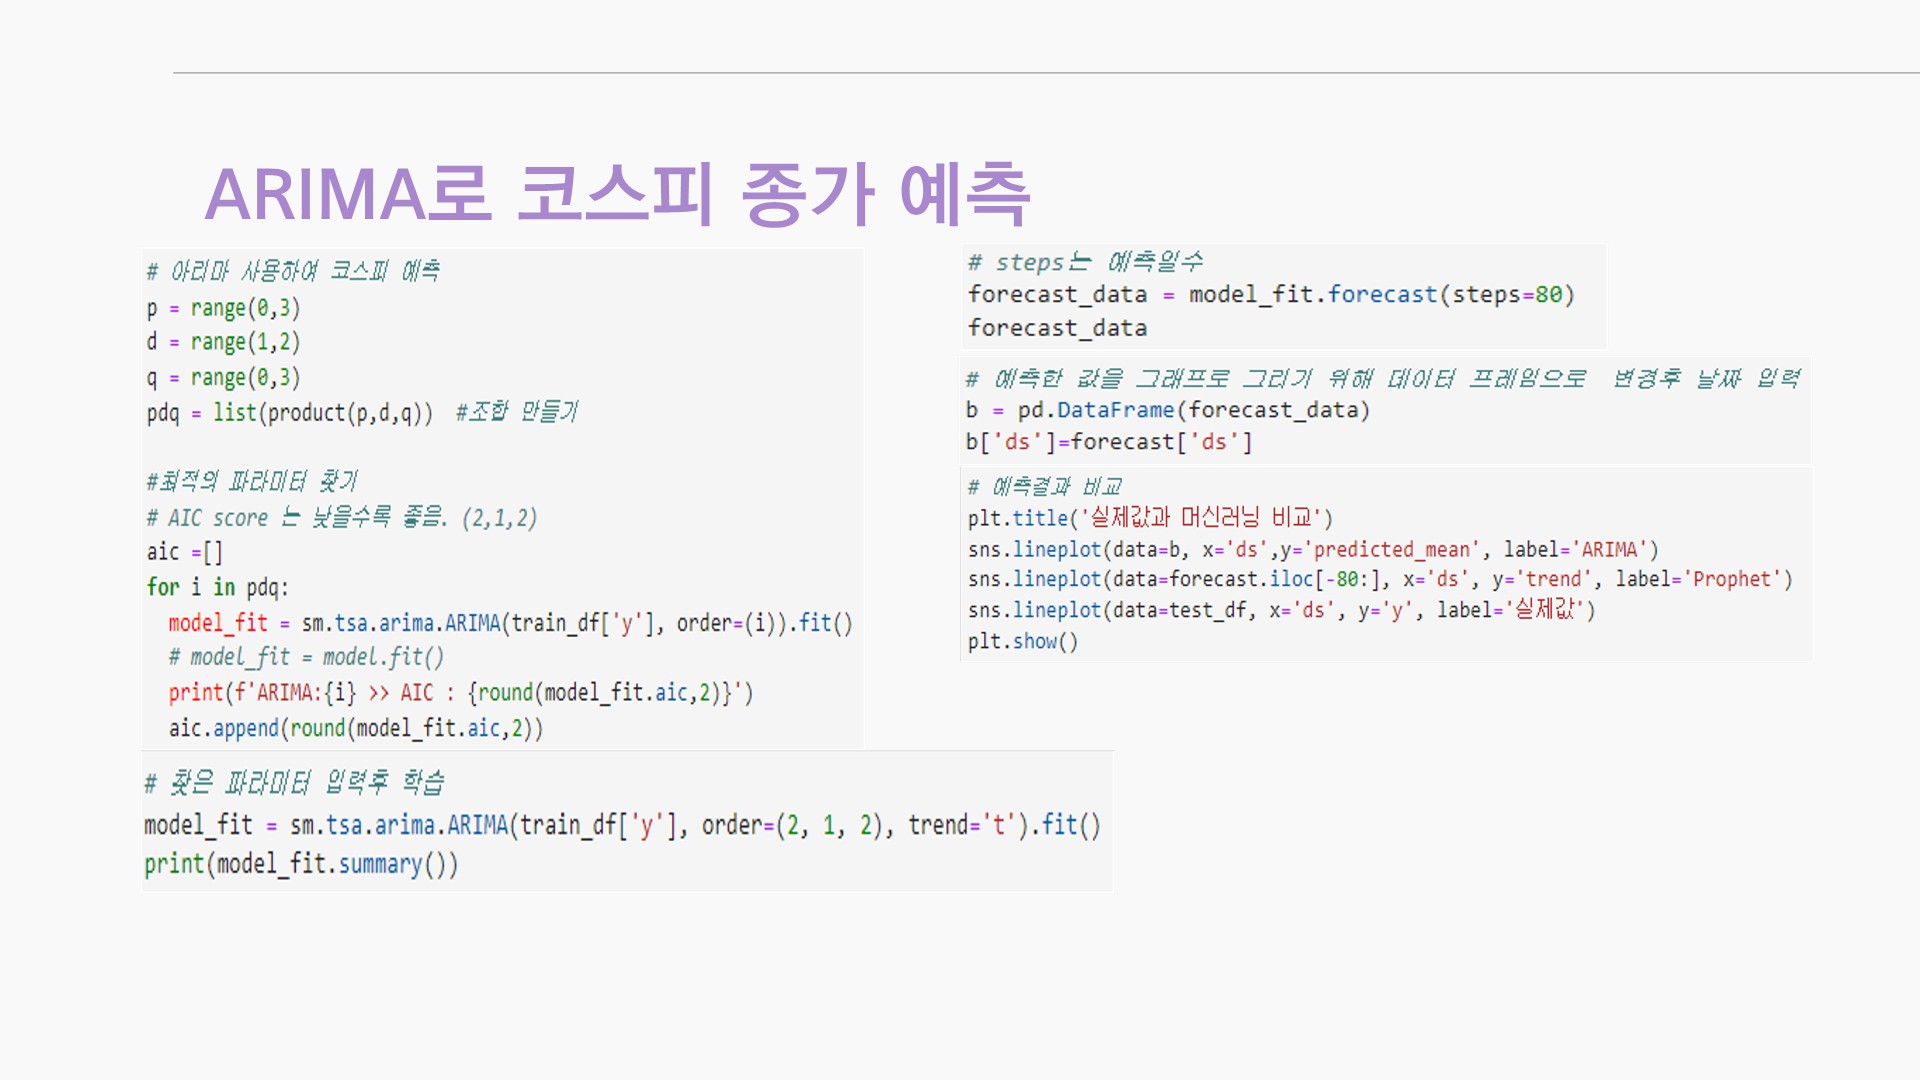 ARIMA로 코스피 종가 예측
# 아리마 사용하여 코스피 예측
p = range(0,3)
d = range(1,2)
q = range(0,3)
pdq = list(product(p,d,q))  #조합 만들기
#최적의 파라미터 찾기
# AIC score 는 낮을수록 좋음. (2,1,2)
aic =[]
for i in pdq:
  model_fit = sm.tsa.arima.ARIMA(train_df['y'], order=(i)).fit()
  # model_fit = model.fit()
  print(f'ARIMA:{i} >> AIC : {round(model_fit.aic,2)}')
  aic.append(round(model_fit.aic,2))
# 찾은 파라미터 입력후 학습
model_fit = sm.tsa.arima.ARIMA(train_df['y'], order=(2, 1, 2), trend='t').fit()
print(model_fit.summary())
# steps는 예측일수
forecast_data = model_fit.forecast(steps=80)
forecast_data
# 예측한 값을 그래프로 그리기 위해 데이터 프레임으로  변경후 날짜 입력
b = pd.DataFrame(forecast_data)
b['ds']=forecast['ds']
# 예측결과 비교
plt.title('실제값과 머신러닝 비교')
sns.lineplot(data=b, x='ds',y='predicted_mean', label='ARIMA')
sns.lineplot(data=forecast.iloc[-80:], x='ds', y='trend', label='Prophet')
sns.lineplot(data=test_df, x='ds', y='y', label='실제값')
plt.show()